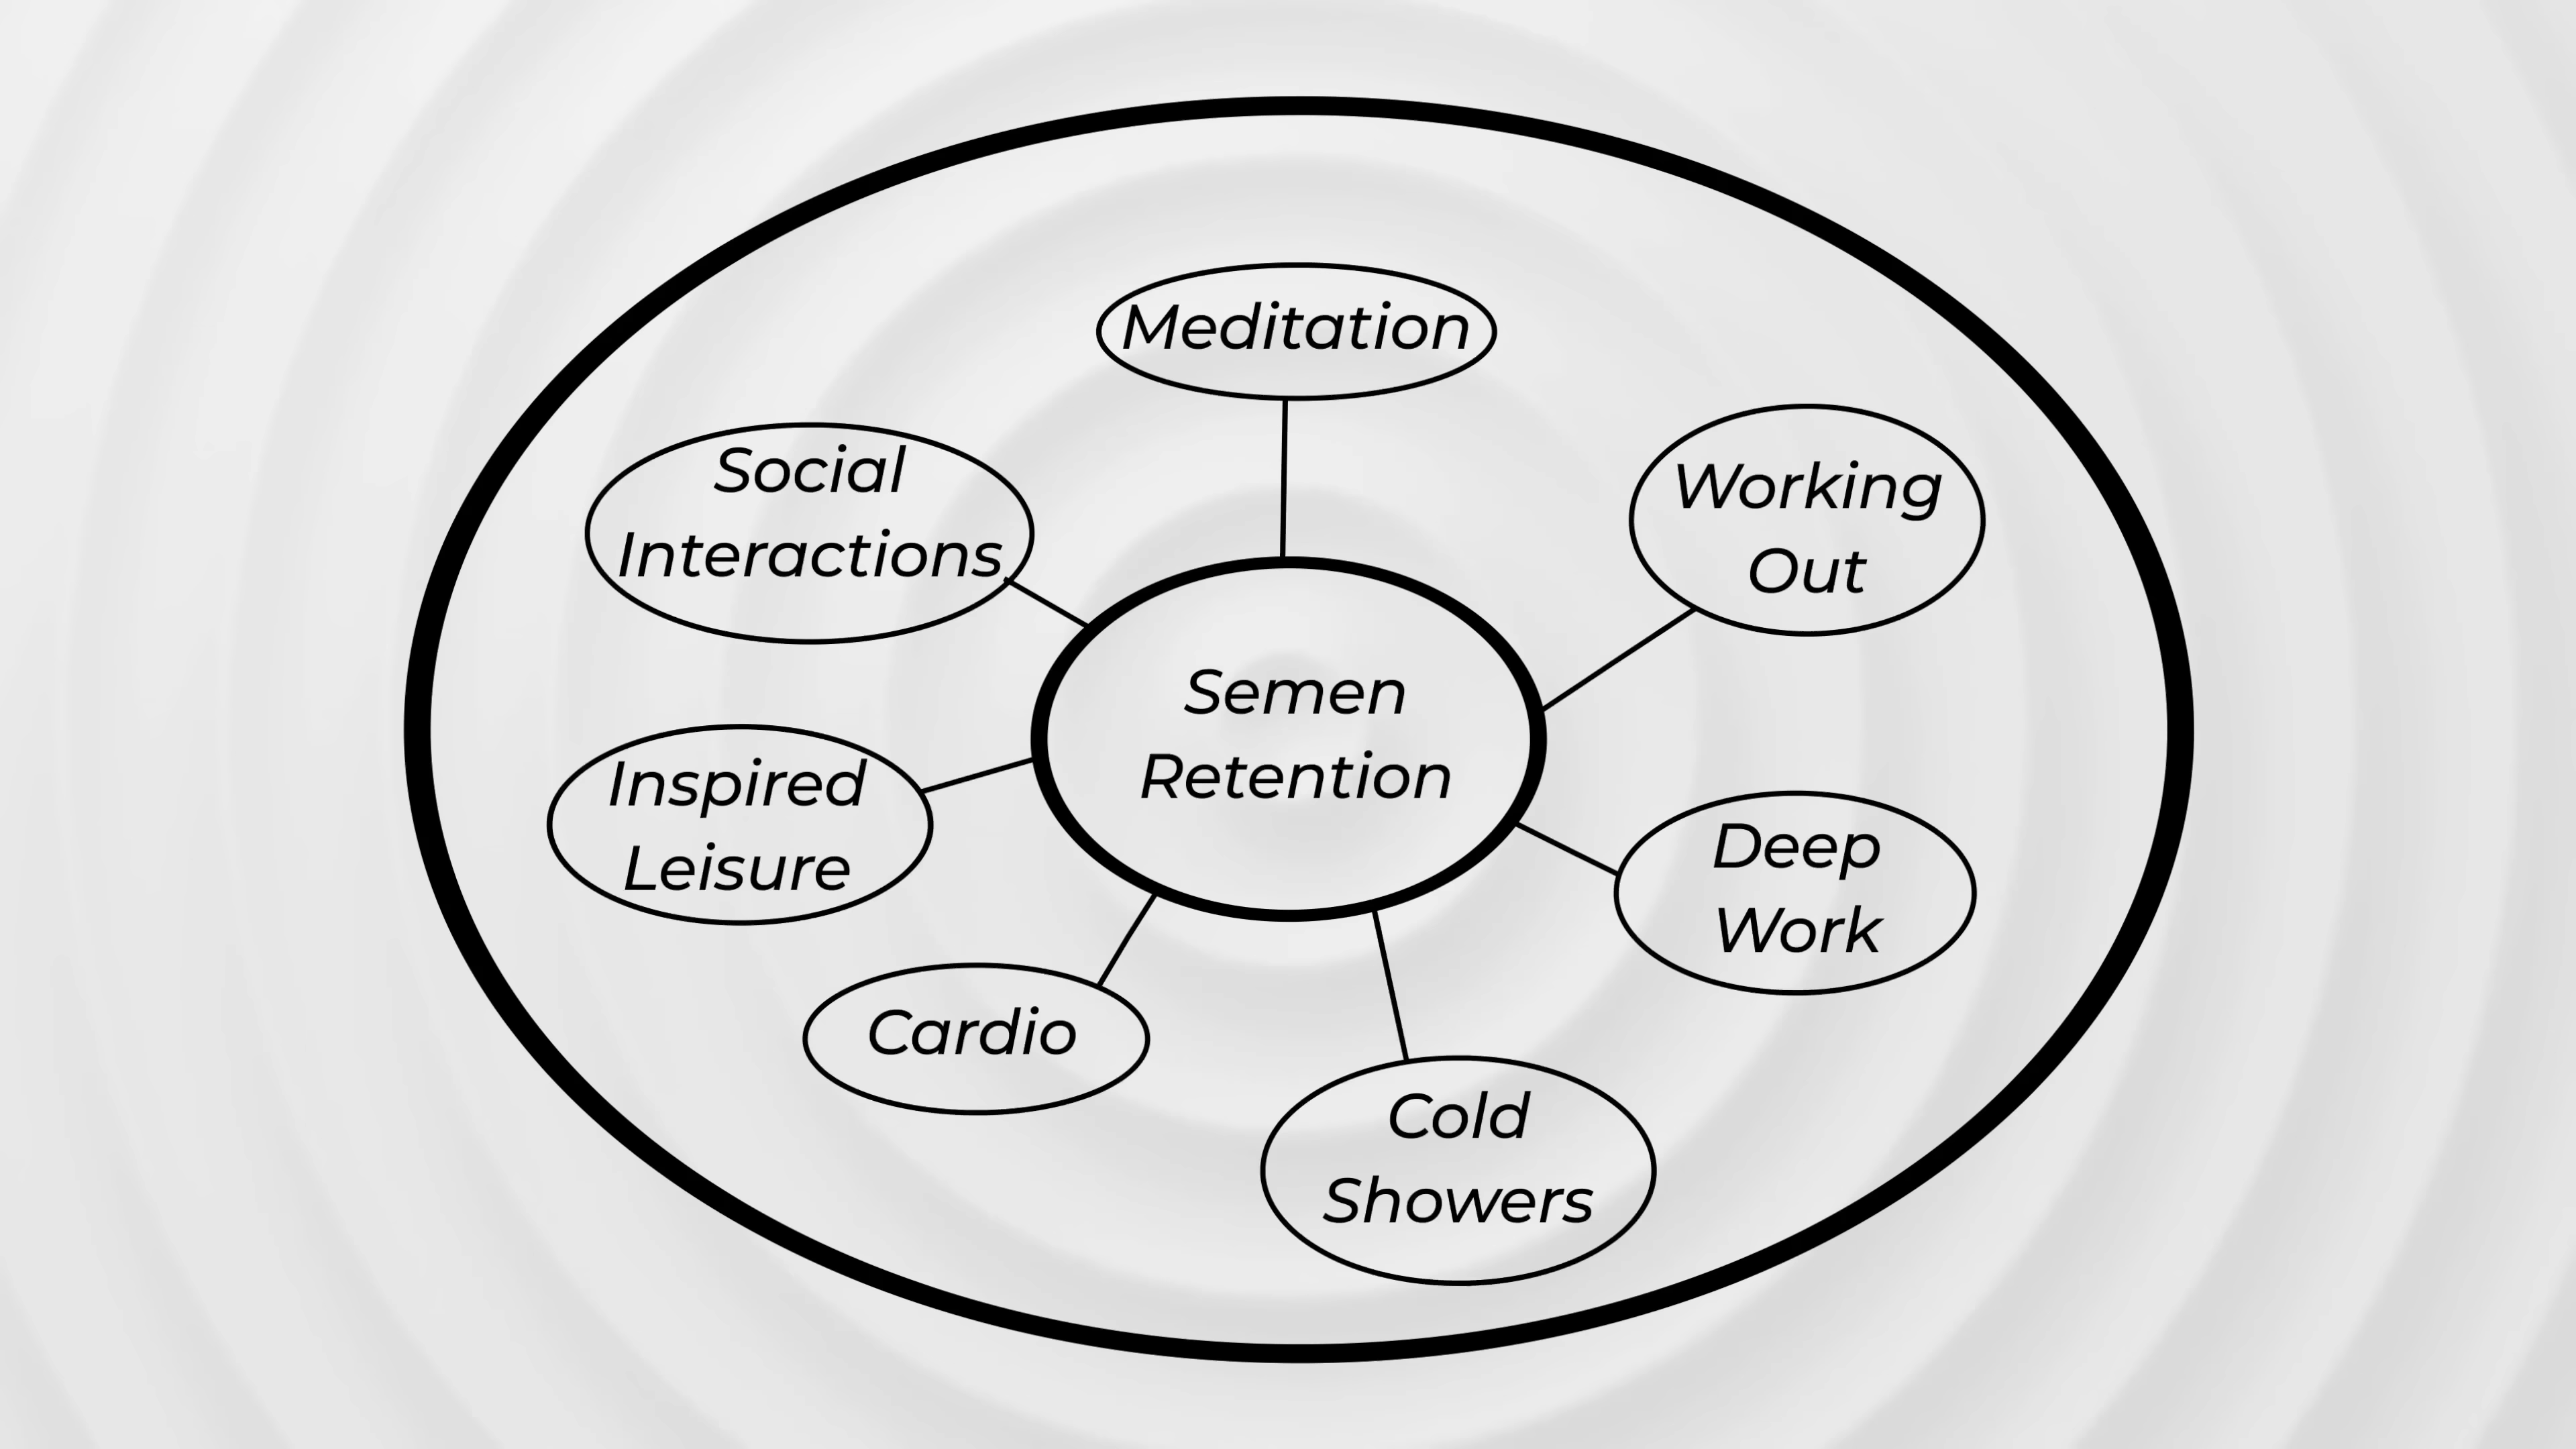 Meditation
Social
Interactions
Working
Out
Semen
Retention
Inspired
Leisure
Deep
Work
Cardio
Cold
Showers